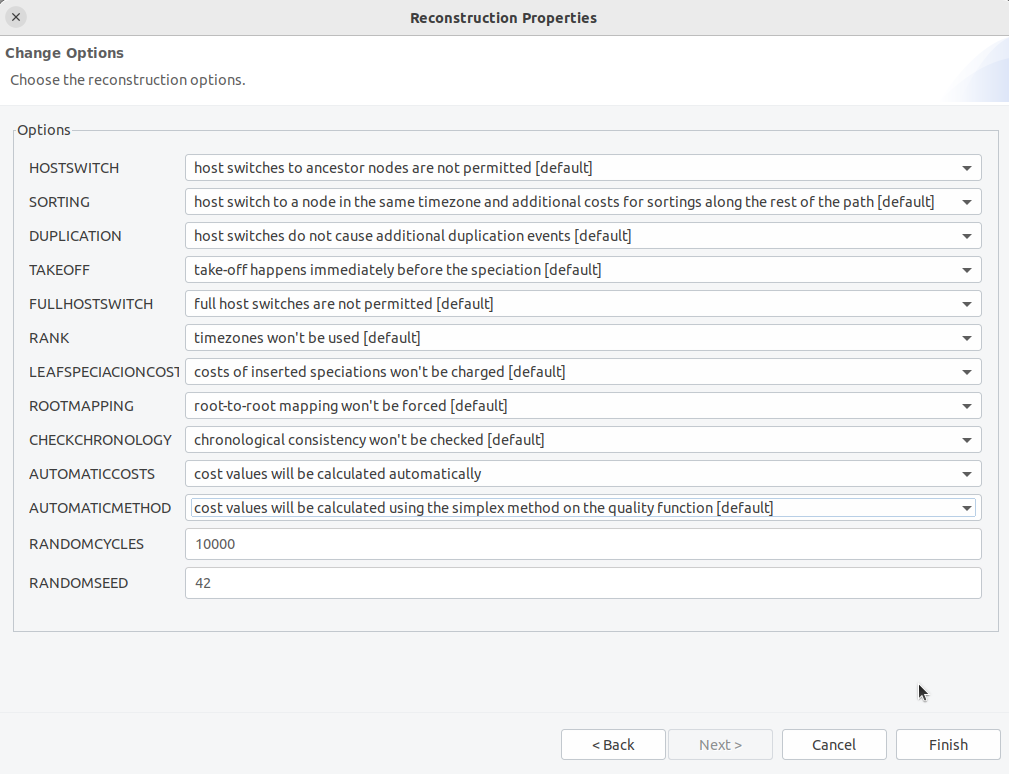 Reconstruction Properties
Change Options
Choose the reconstruction options.
Options
HOSTSWITCH host switches to ancestor nodes are not permitted [default]
SORTING host switch to a node in the same timezone and additional costs for sortings along the rest of the path [default]
DUPLICATION host switches do not cause additional duplication events [default]
TAKEOFF take-off happens immediately before the speciation [default]
FULLHOSTSWITCH full host switches are not permitted [default]
RANK timezones won't be used [default]
LEAFSPECIACIONCOST costs of inserted speciations won't be charged [default]
ROOTMAPPING root-to-root mapping won't be forced [default]
CHECKCHRONOLOGY chronological consistency won't be checked [default]
AUTOMATICCOSTS cost values will be calculated automatically
AUTOMATICMETHOD cost values will be calculated using the simplex method on the quality function [default]
RANDOMCYCLES 10000
RANDOMSEED 42
< Back Next > Cancel Finish